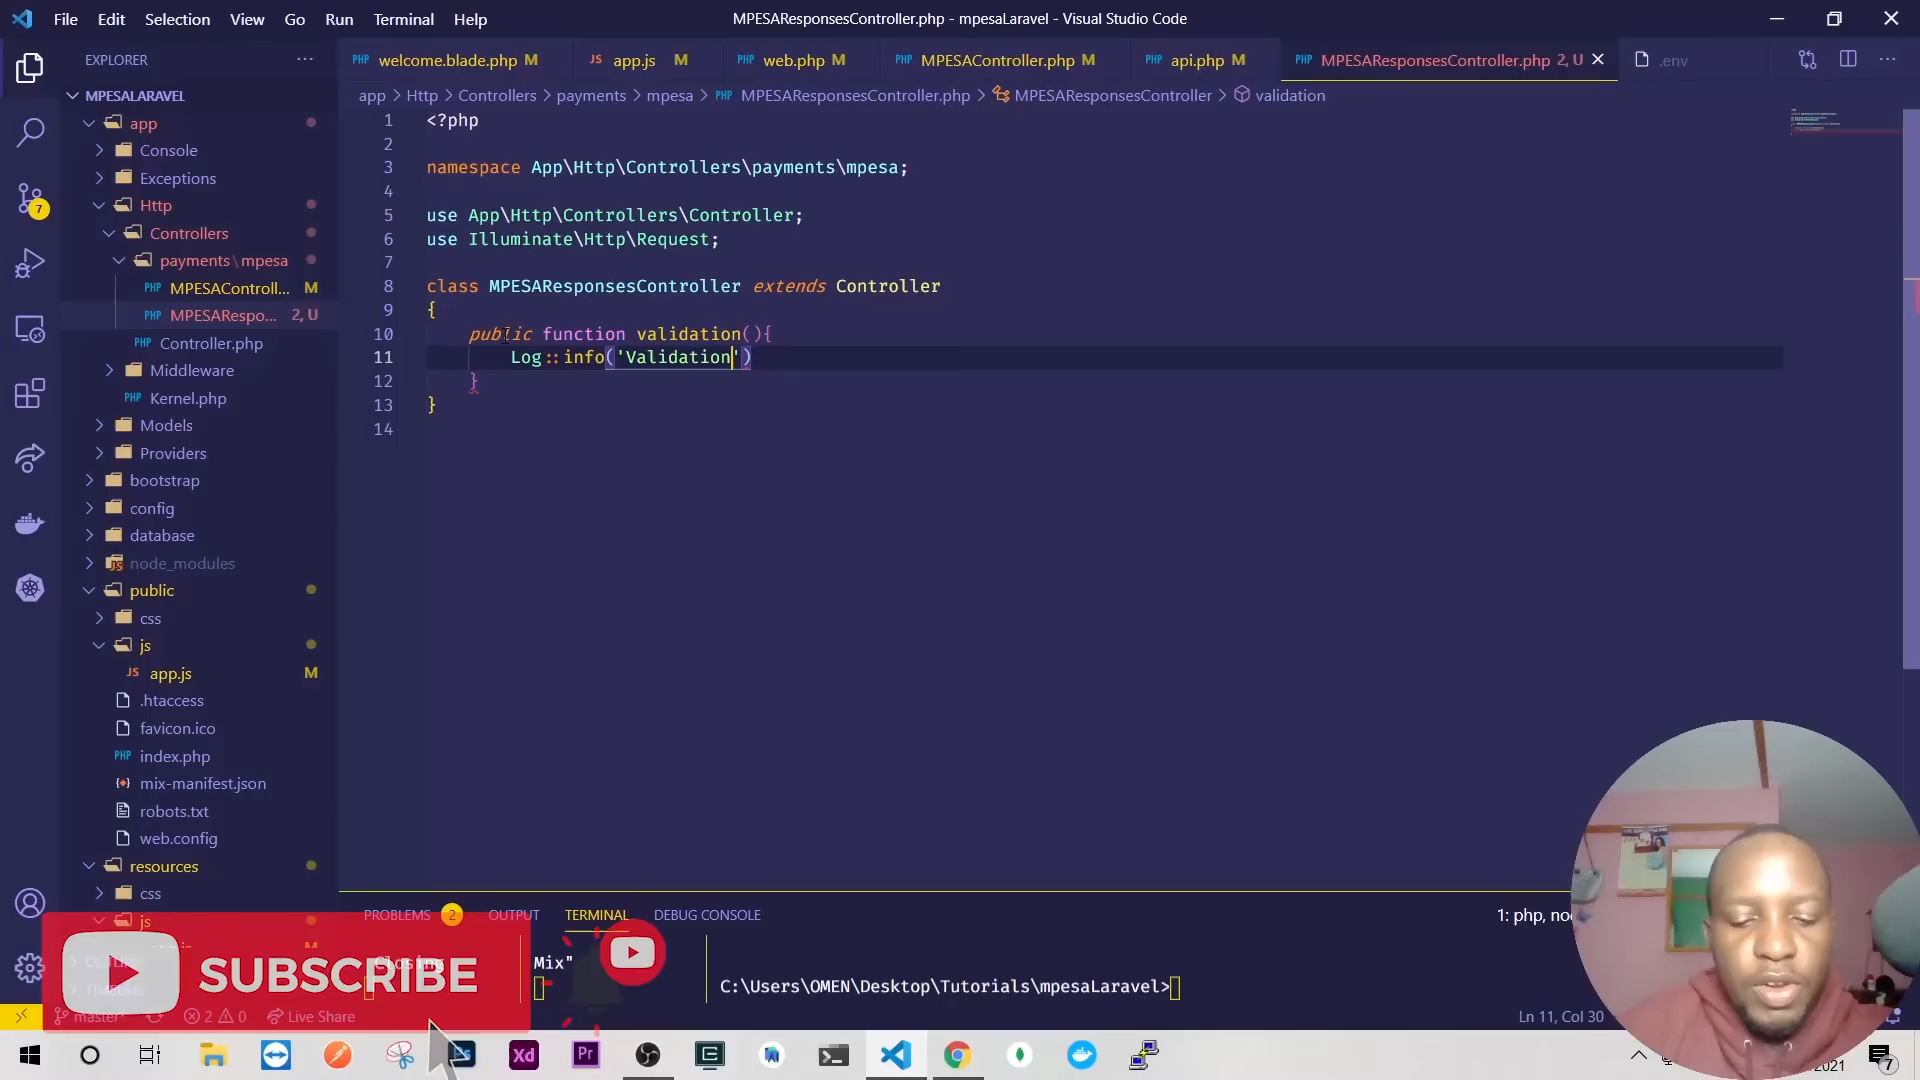 File Edit Selection View Go Run Terminal Help
MPESAResponsesController.php - mpesaLaravel - Visual Studio Code
EXPLORER
welcome.blade.php M
app.js M
web.php M
MPESAController.php M
api.php M
MPESAResponsesController.php 2, U
.env
app > Http > Controllers > payments > mpesa > MPESAResponsesController.php > MPESAResponsesController > validation
MPESALARAVEL
app
Console
Exceptions
Http
Controllers
payments \ mpesa
MPESAControll... M
MPESARespo... 2, U
Controller.php
Middleware
Kernel.php
Models
Providers
bootstrap
config
database
node_modules
public
css
js
app.js M
.htaccess
favicon.ico
index.php
mix-manifest.json
robots.txt
web.config
resources
css
js
7
1 <?php
2
3 namespace App\Http\Controllers\payments\mpesa;
4
5 use App\Http\Controllers\Controller;
6 use Illuminate\Http\Request;
7
8 class MPESAResponsesController extends Controller
9 {
10 public function validation(){
11 Log::info('Validation')
12 }
13 }
14
PROBLEMS 2 OUTPUT TERMINAL DEBUG CONSOLE
1: php,
Closing
Mix"
C:\Users\OMEN\Desktop\Tutorials\mpesaLaravel>
SUBSCRIBE
master*
2 0
Live Share
Ln 11, Col 30
Xd
Pr
2021
7